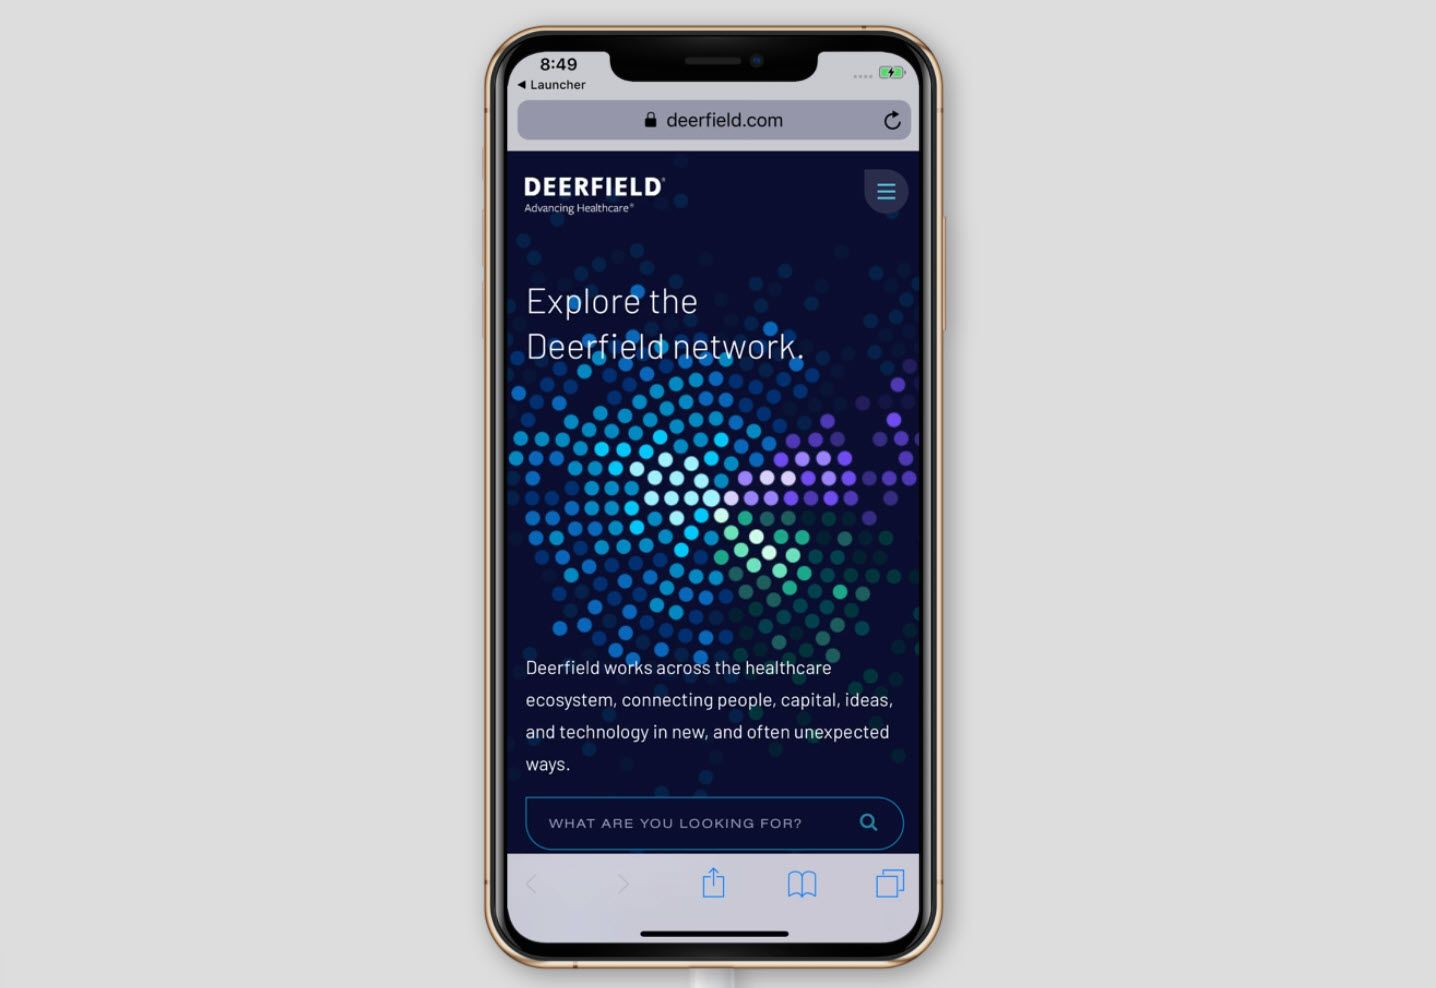 8:49
◀ Launcher
deerfield.com
DEERFIELD®
Advancing Healthcare®
Explore the
Deerfield network.
Deerfield works across the healthcare
ecosystem, connecting people, capital, ideas,
and technology in new, and often unexpected
ways.
WHAT ARE YOU LOOKING FOR?